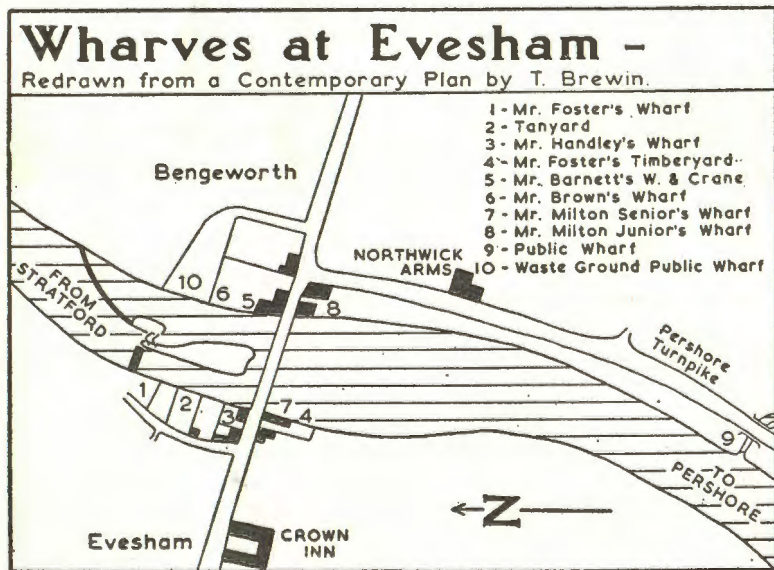 Wharves at Evesham -
Redrawn from a Contemporary Plan by T. Brewin.
1 - Mr. Foster's Wharf
2 - Tanyard
3 - Mr. Handley's Wharf
4 - Mr. Foster's Timberyard
5 - Mr. Barnett's W. & Crane
6 - Mr. Brown's Wharf
7 - Mr. Milton Senior's Wharf
8 - Mr. Milton Junior's Wharf
9 - Public Wharf
10 - Waste Ground Public Wharf
Bengeworth
NORTHWICK
ARMS
FROM
STRATFORD
10
6
5
8
Pershore
Turnpike
1
2
3
7
4
9
TO
PERSHORE
N
Evesham
CROWN
INN